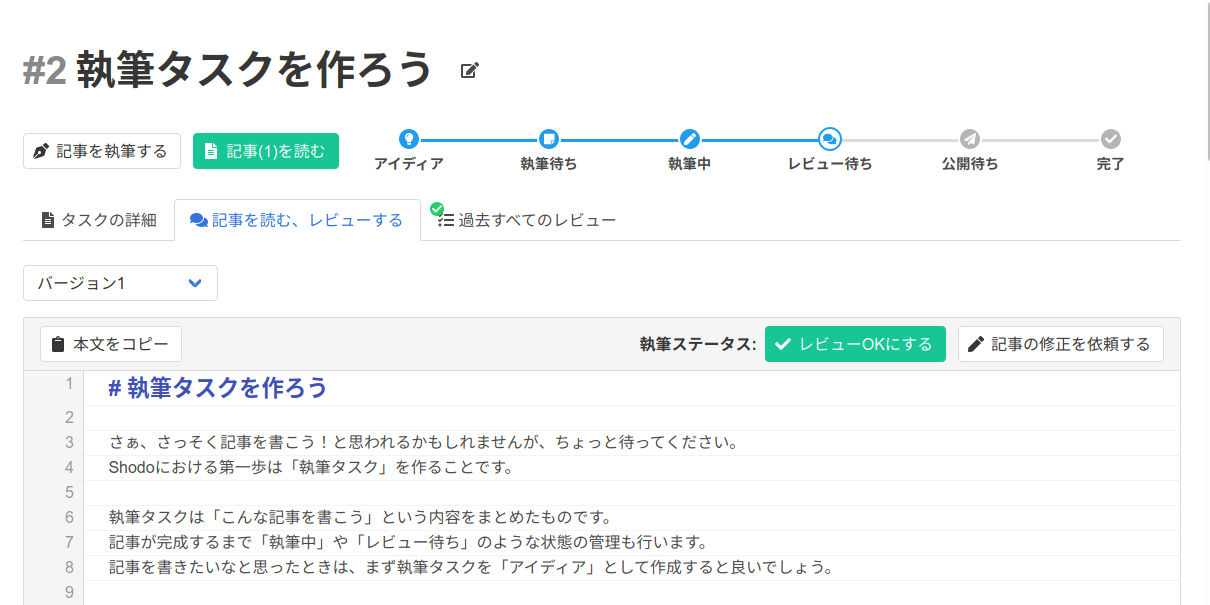 #2 執筆タスクを作ろう
記事を執筆する
記事(1)を読む
アイディア
執筆待ち
執筆中
レビュー待ち
公開待ち
完了
タスクの詳細
記事を読む、レビューする
過去すべてのレビュー
バージョン1
本文をコピー
執筆ステータス:
レビューOKにする
記事の修正を依頼する
1 # 執筆タスクを作ろう
2
3 さぁ、さっそく記事を書こう！と思われるかもしれませんが、ちょっと待ってください。
4 Shodoにおける第一歩は「執筆タスク」を作ることです。
5
6 執筆タスクは「こんな記事を書こう」という内容をまとめたものです。
7 記事が完成するまで「執筆中」や「レビュー待ち」のような状態の管理も行います。
8 記事を書きたいなと思ったときは、まず執筆タスクを「アイディア」として作成すると良いでしょう。
9